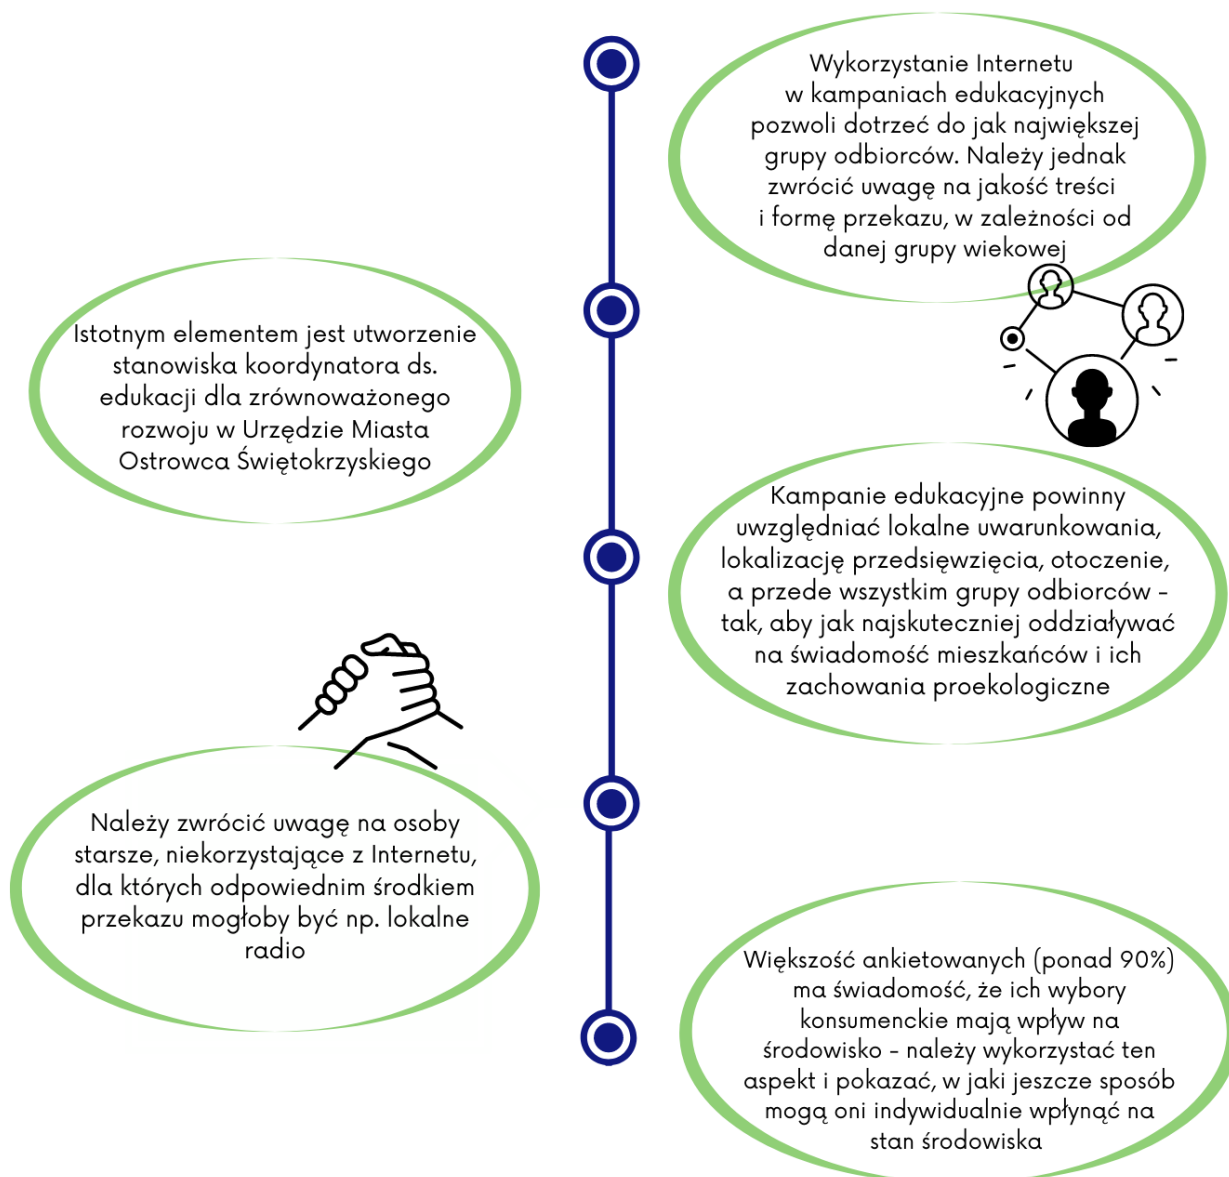 Wykorzystanie Internetu
w kampaniach edukacyjnych
pozwoli dotrzeć do jak największej
grupy odbiorców. Należy jednak
zwrócić uwagę na jakość treści
i formę przekazu, w zależności od
danej grupy wiekowej
Istotnym elementem jest utworzenie
stanowiska koordynatora ds.
edukacji dla zrównoważonego
rozwoju w Urzędzie Miasta
Ostrowca Świętokrzyskiego
Kampanie edukacyjne powinny
uwzględniać lokalne uwarunkowania,
lokalizację przedsięwzięcia, otoczenie,
a przede wszystkim grupy odbiorców -
tak, aby jak najskuteczniej oddziaływać
na świadomość mieszkańców i ich
zachowania proekologiczne
Należy zwrócić uwagę na osoby
starsze, niekorzystające z Internetu,
dla których odpowiednim środkiem
przekazu mogłoby być np. lokalne
radio
Większość ankietowanych (ponad 90%)
ma świadomość, że ich wybory
konsumenckie mają wpływ na
środowisko - należy wykorzystać ten
aspekt i pokazać, w jaki jeszcze sposób
mogą oni indywidualnie wpłynąć na
stan środowiska